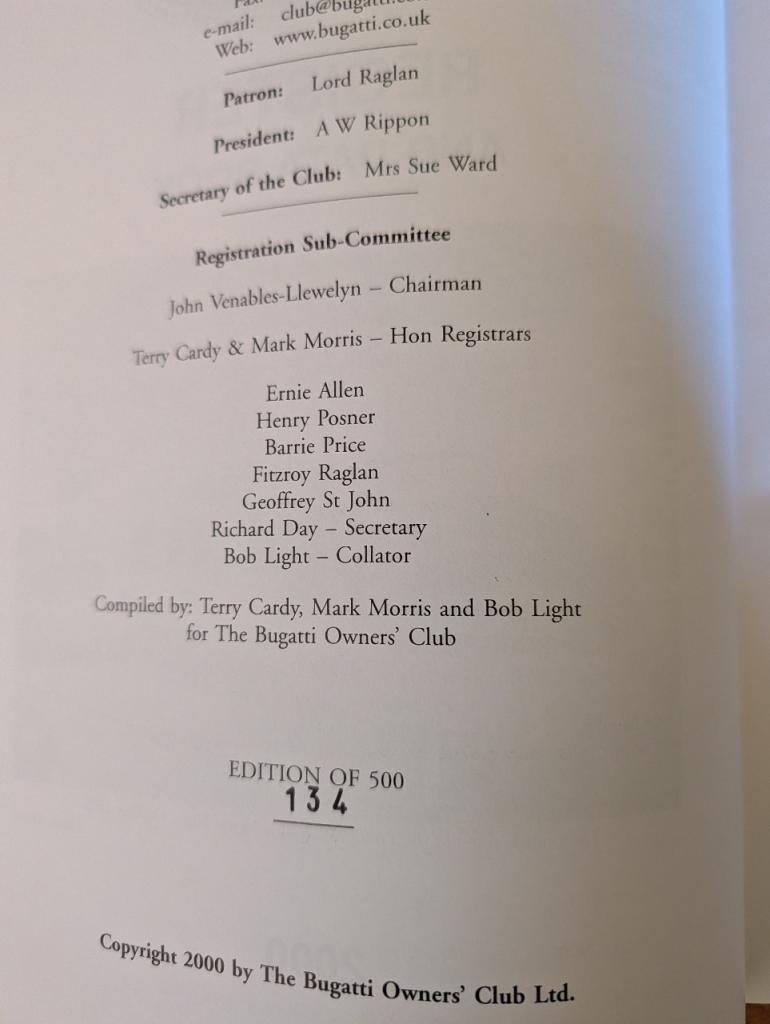 e-mail:
Web: www.bugatti.co.uk
Patron: Lord Raglan
President: A W Rippon
Secretary of the Club: Mrs Sue Ward
Registration Sub-Committee
John Venables-Llewelyn – Chairman
Terry Cardy & Mark Morris – Hon Registrars
Ernie Allen
Henry Posner
Barrie Price
Fitzroy Raglan
Geoffrey St John
Richard Day – Secretary
Bob Light – Collator
Compiled by: Terry Cardy, Mark Morris and Bob Light
for The Bugatti Owners' Club
EDITION OF 500
134
Copyright 2000 by The Bugatti Owners' Club Ltd.